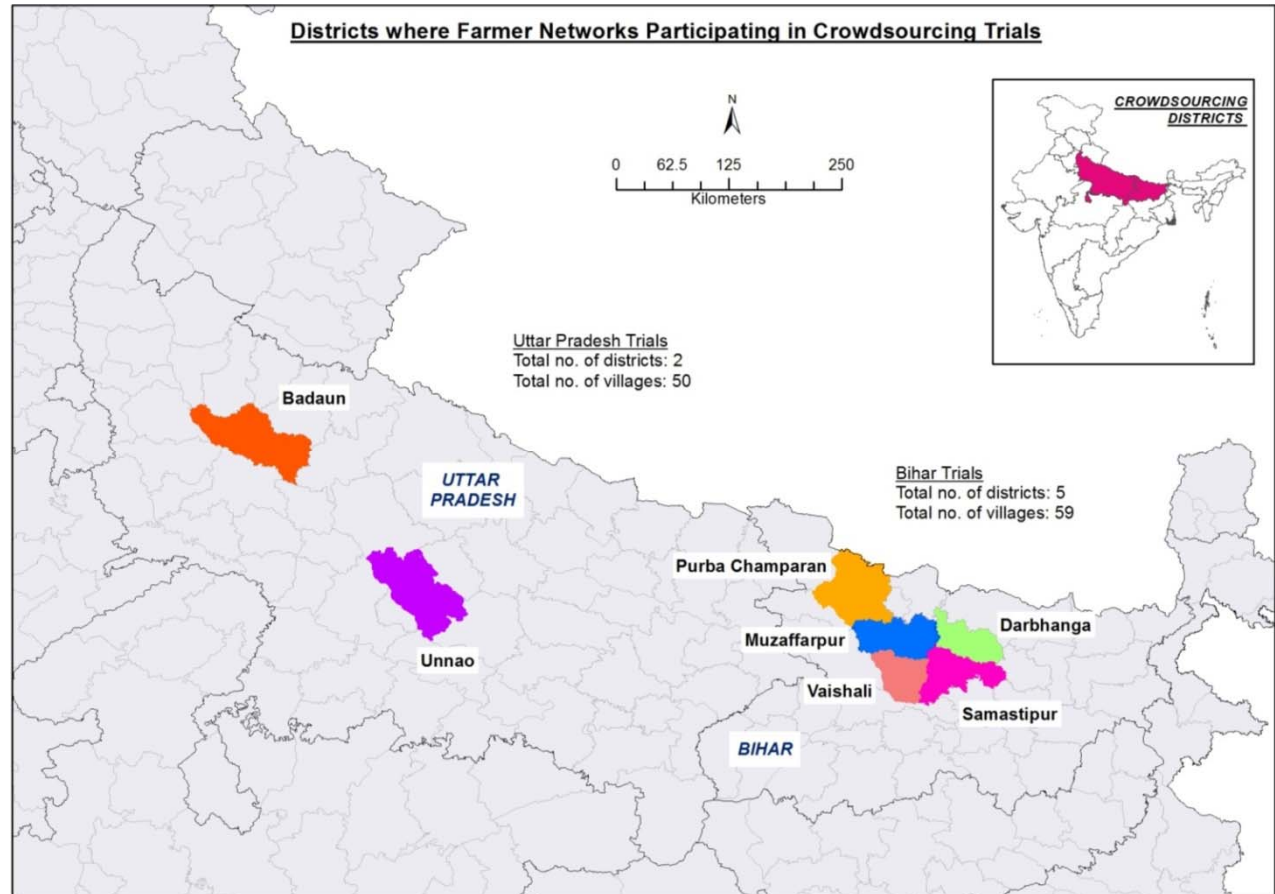 Districts where Farmer Networks Participating in Crowdsourcing Trials
N
0 62.5 125 250
Kilometers
CROWDSOURCING
DISTRICTS
Uttar Pradesh Trials
Total no. of districts: 2
Total no. of villages: 50
Badaun
UTTAR
PRADESH
Bihar Trials
Total no. of districts: 5
Total no. of villages: 59
Purba Champaran
Muzaffarpur
Darbhanga
Unnao
Vaishali
Samastipur
BIHAR